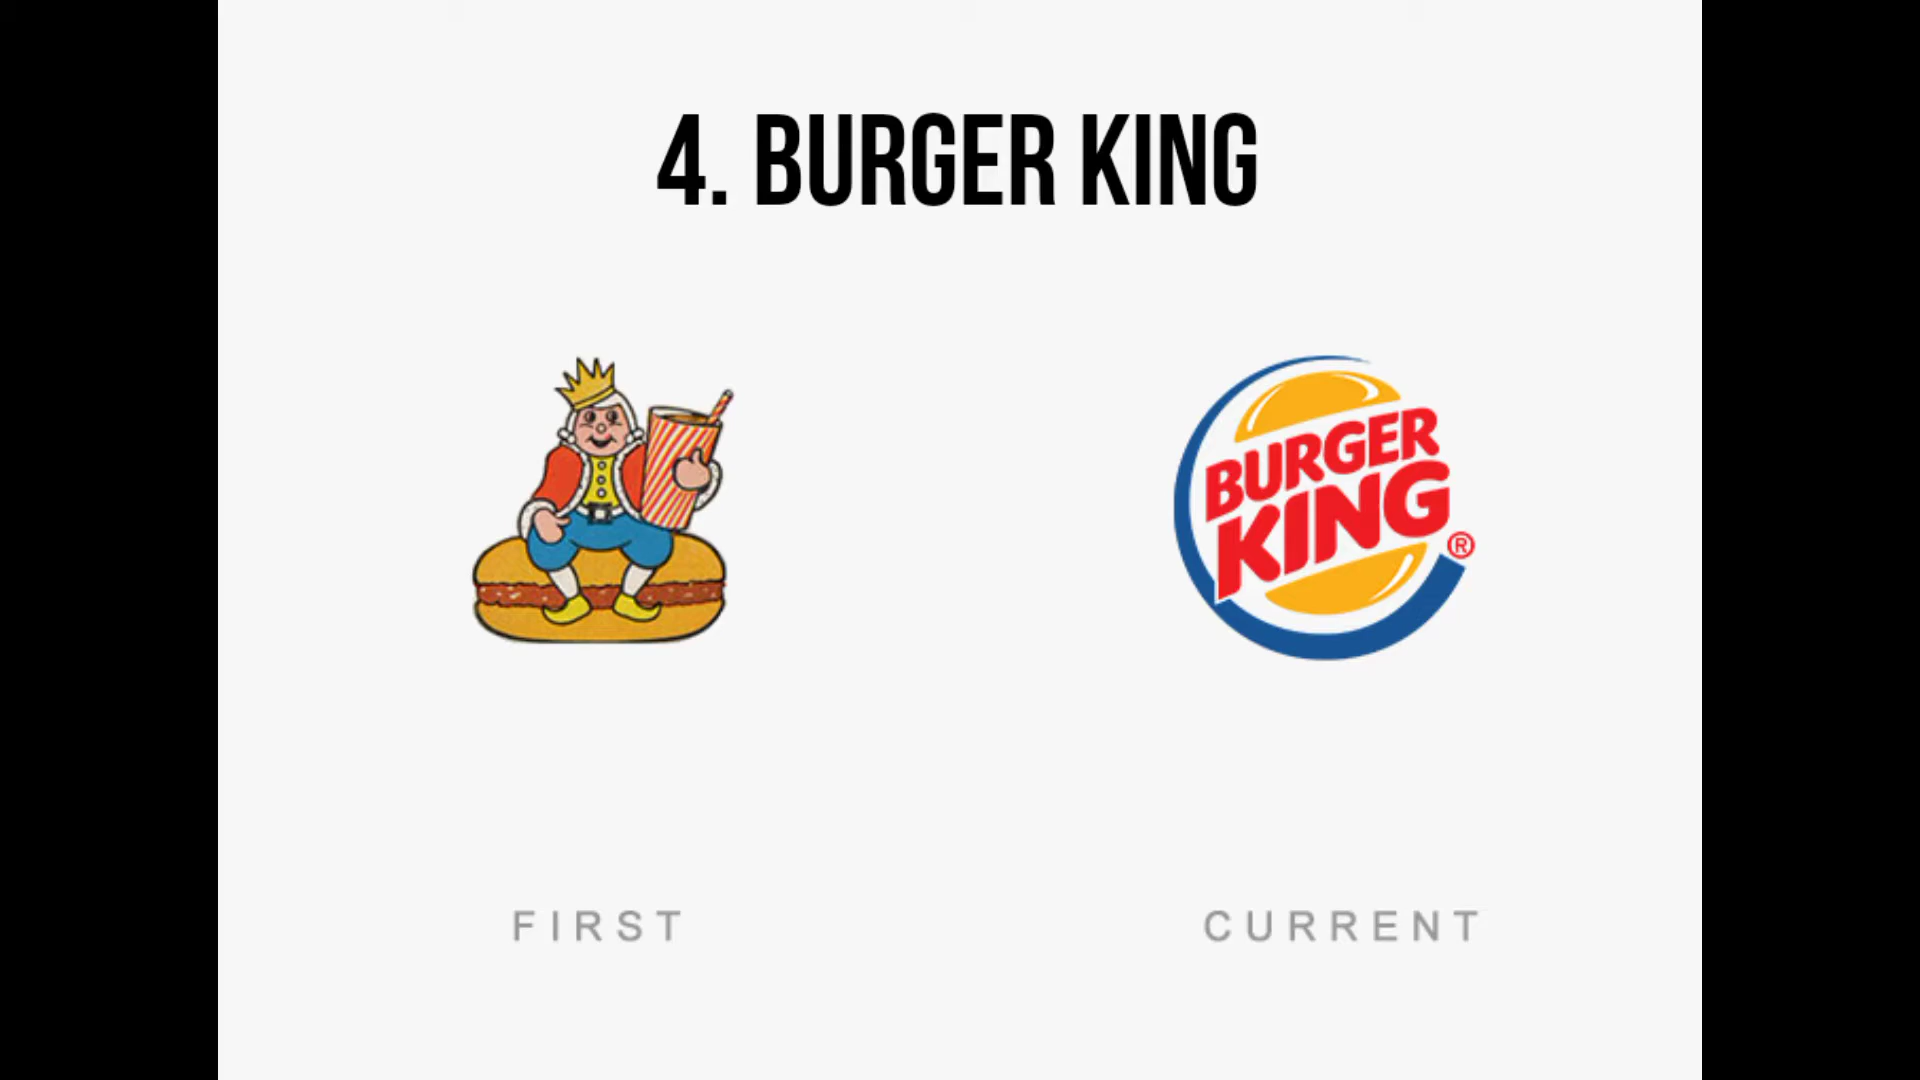 4. BURGER KING
BURGER
KING
®
FIRST
CURRENT